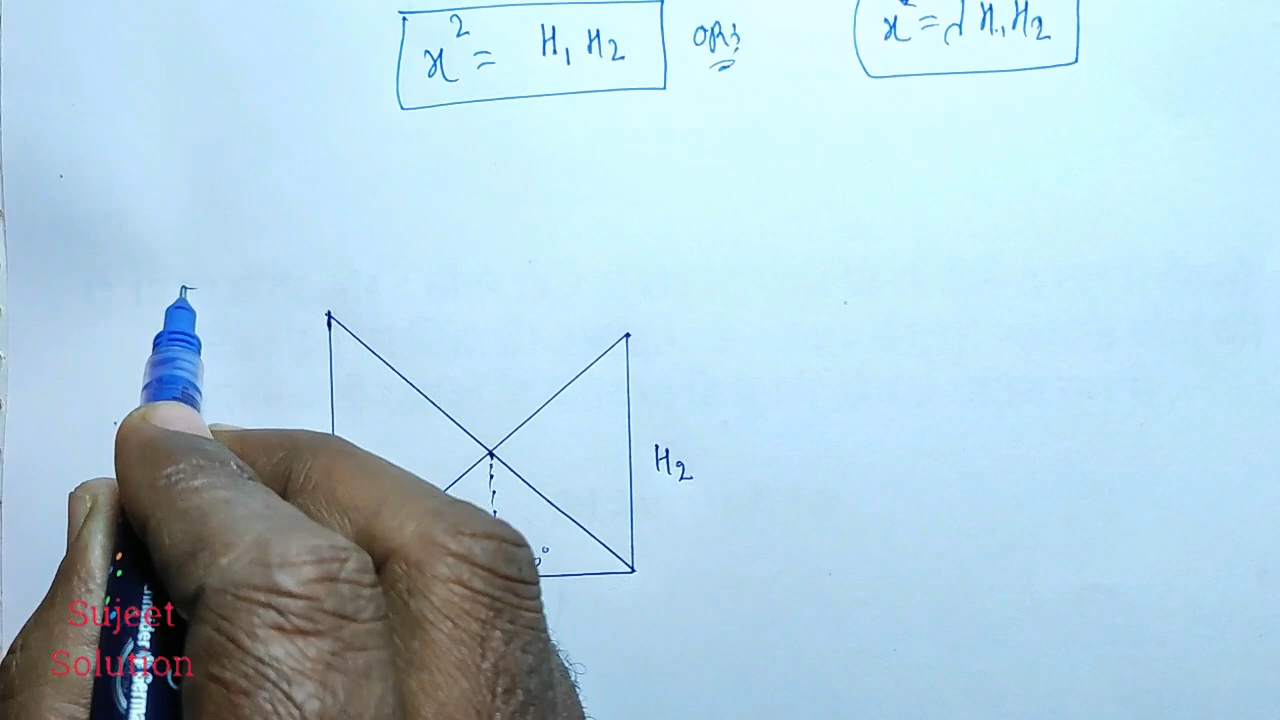 x² = H₁ H₂ OR:
x = √H₁H₂
H₂
Sujeet
Solution